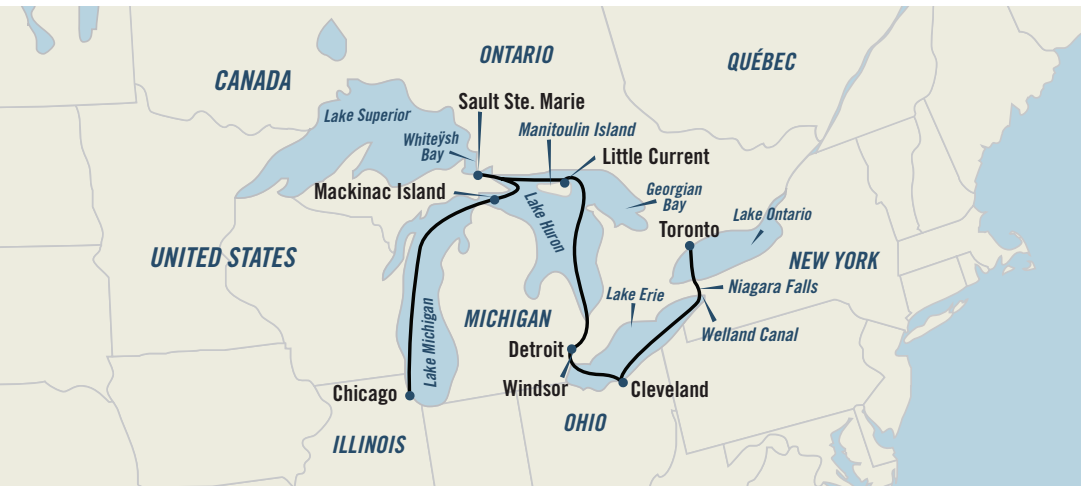 ONTARIO
QUÉBEC
CANADA
Sault Ste. Marie
Lake Superior
Manitoulin Island
Whiteÿsh
Bay
Little Current
Mackinac Island
Georgian
Bay
Lake Huron
Lake Ontario
Toronto
UNITED STATES
NEW YORK
Niagara Falls
Lake Erie
MICHIGAN
Welland Canal
Lake Michigan
Detroit
Windsor
Chicago
Cleveland
OHIO
ILLINOIS